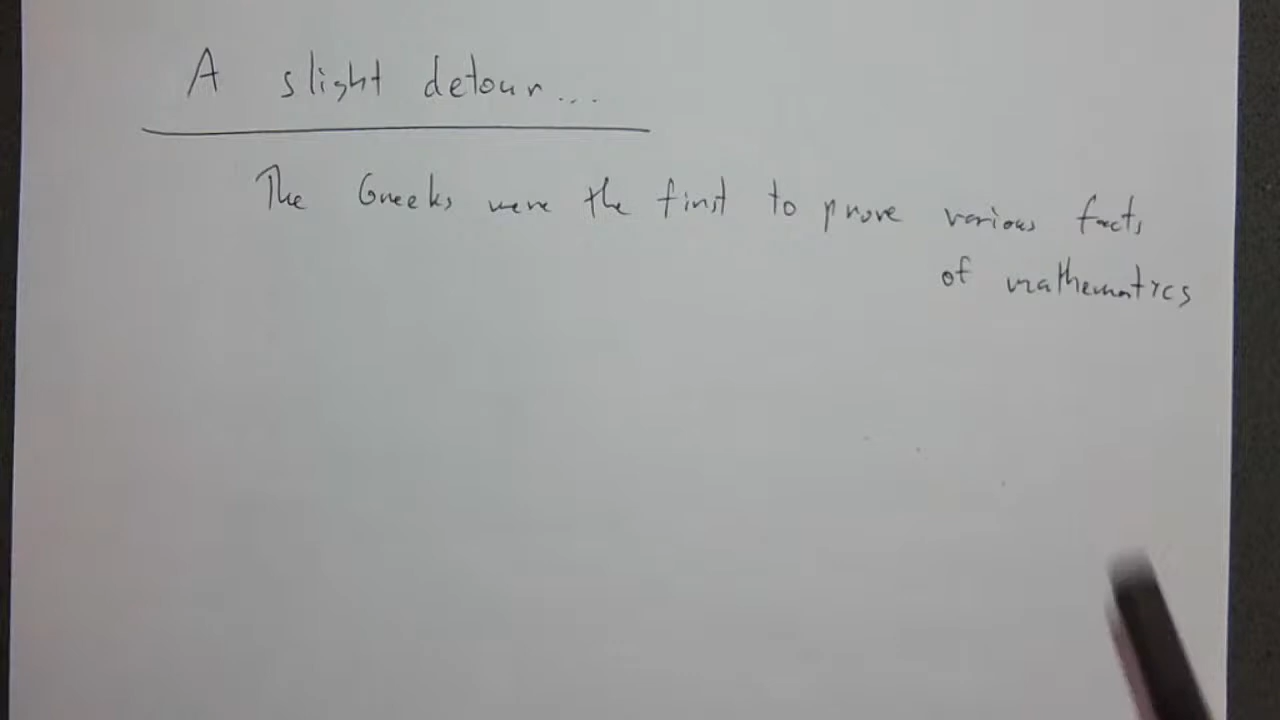 A slight detour...
The Greeks were the first to prove various facts
of mathematics